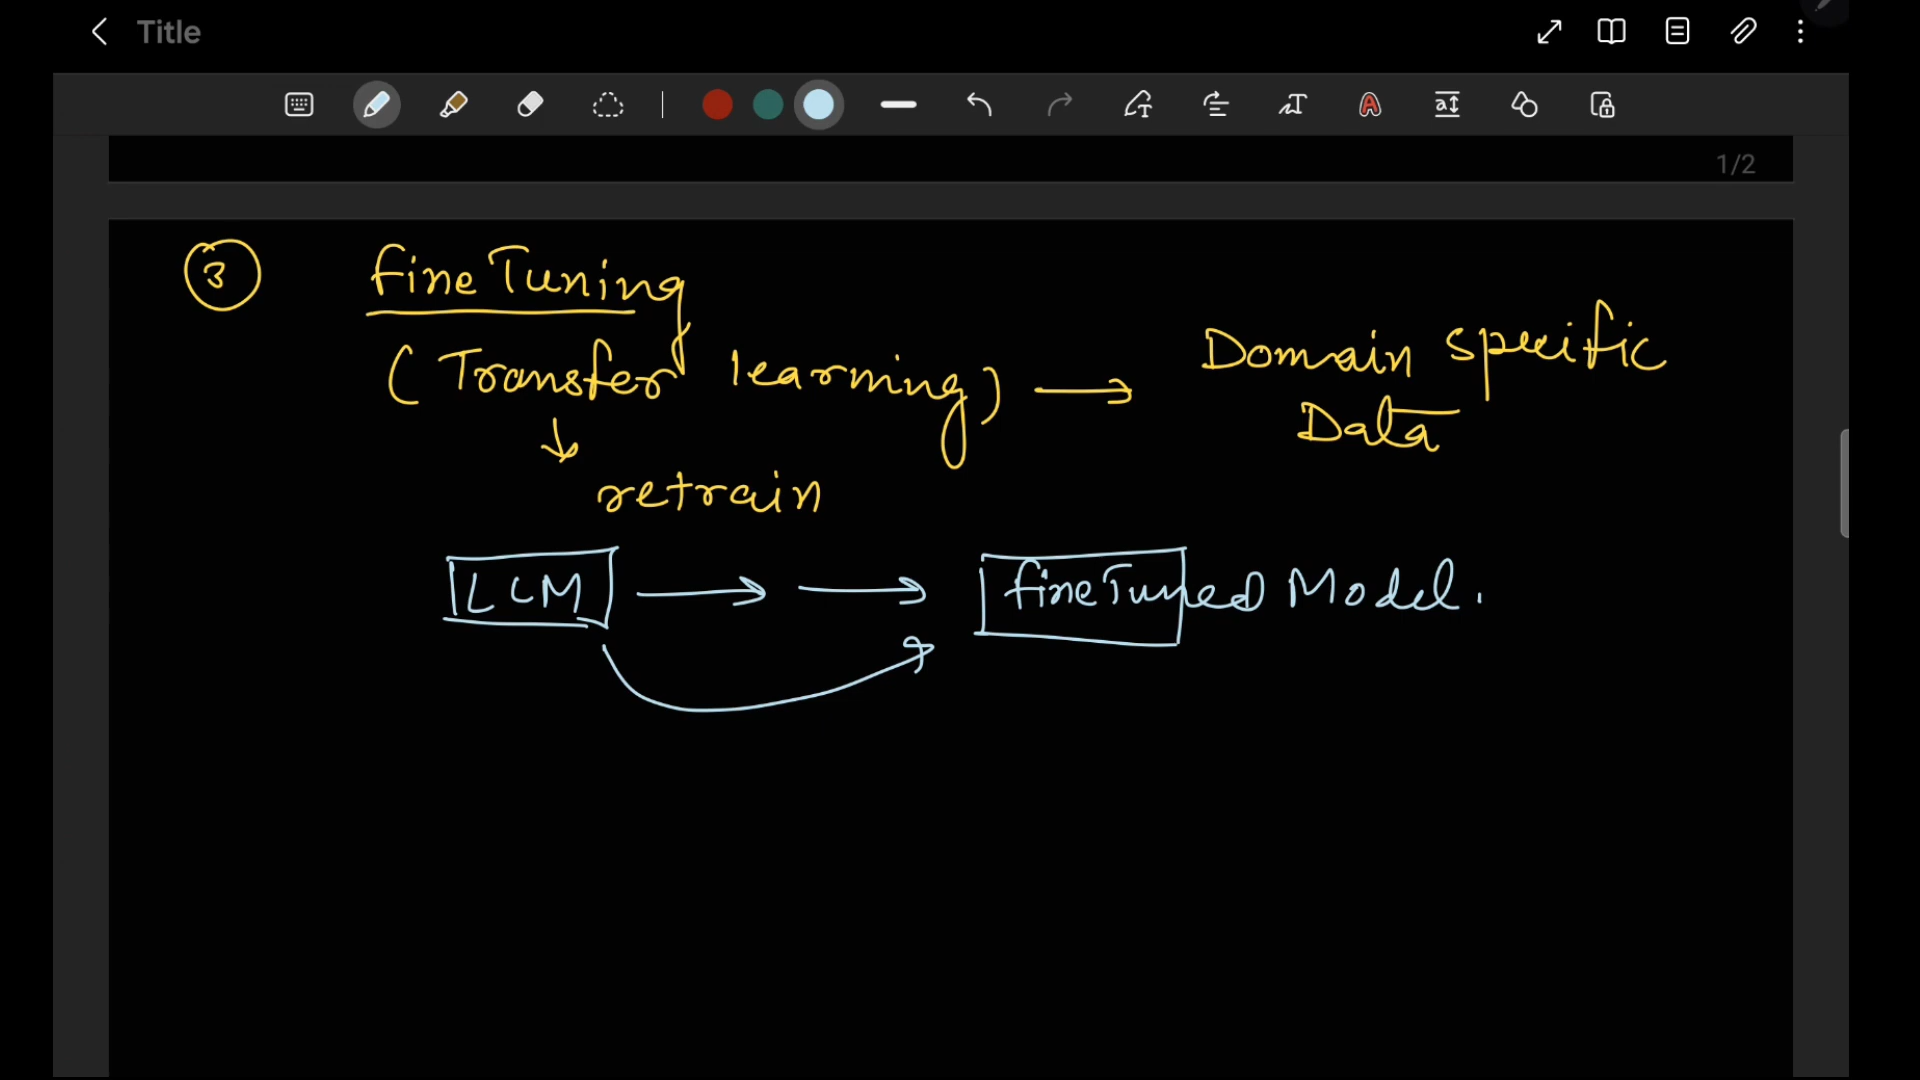 Title
1/2
3 fine Tuning
(Transfer learning) → Domain specific
Data
↓
retrain
LLM → → fineTuned Model.